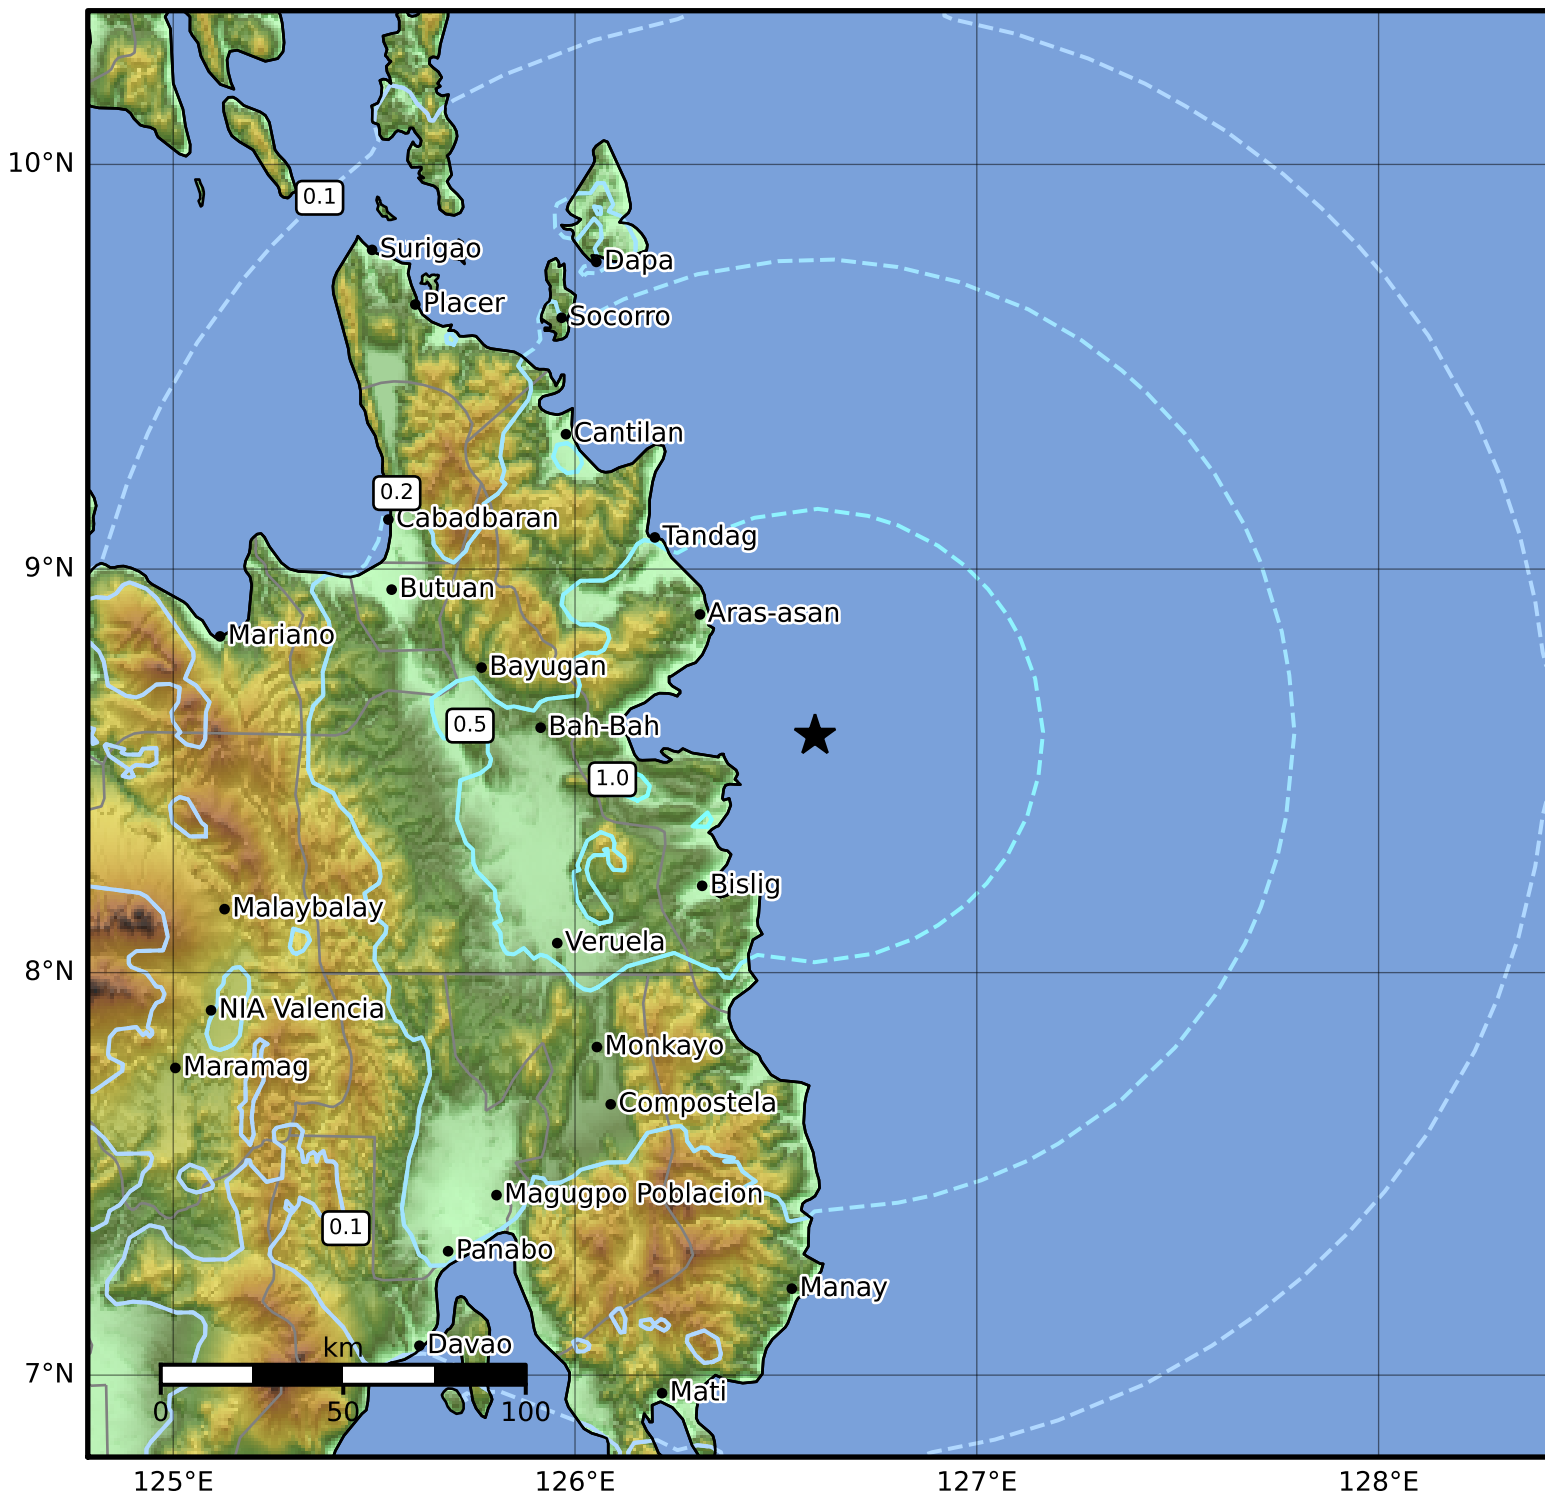 10°N
0.1
Surigao
Dapa
Placer
Socorro
Cantilan
0.2
Cabadbaran
Tandag
9°N
Butuan
Aras-asan
Mariano
Bayugan
0.5
Bah-Bah
1.0
Bislig
Malaybalay
Veruela
8°N
NIA Valencia
Monkayo
Maramag
Compostela
Magugpo Poblacion
0.1
Panabo
Manay
Davao
km
7°N
Mati
0 50 100
125°E 126°E 127°E 128°E